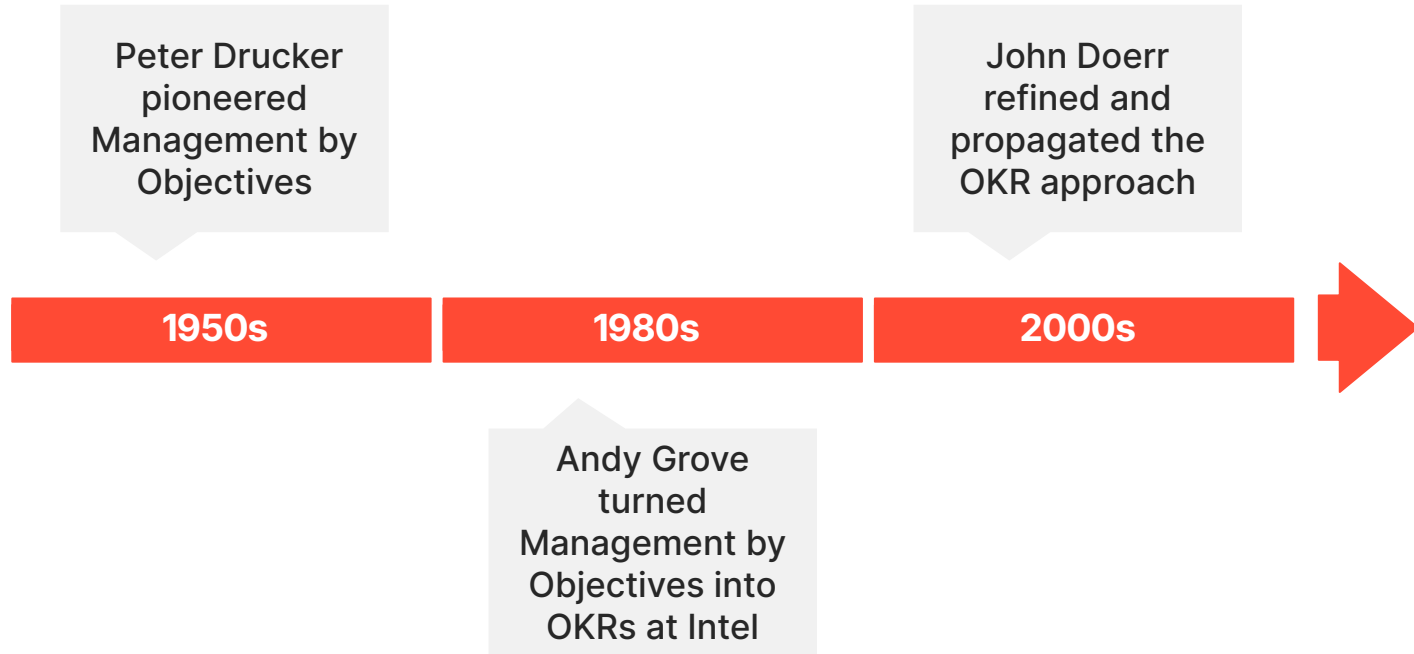 Peter Drucker
pioneered
Management by
Objectives
John Doerr
refined and
propagated the
OKR approach
1950s
1980s
2000s
Andy Grove
turned
Management by
Objectives into
OKRs at Intel